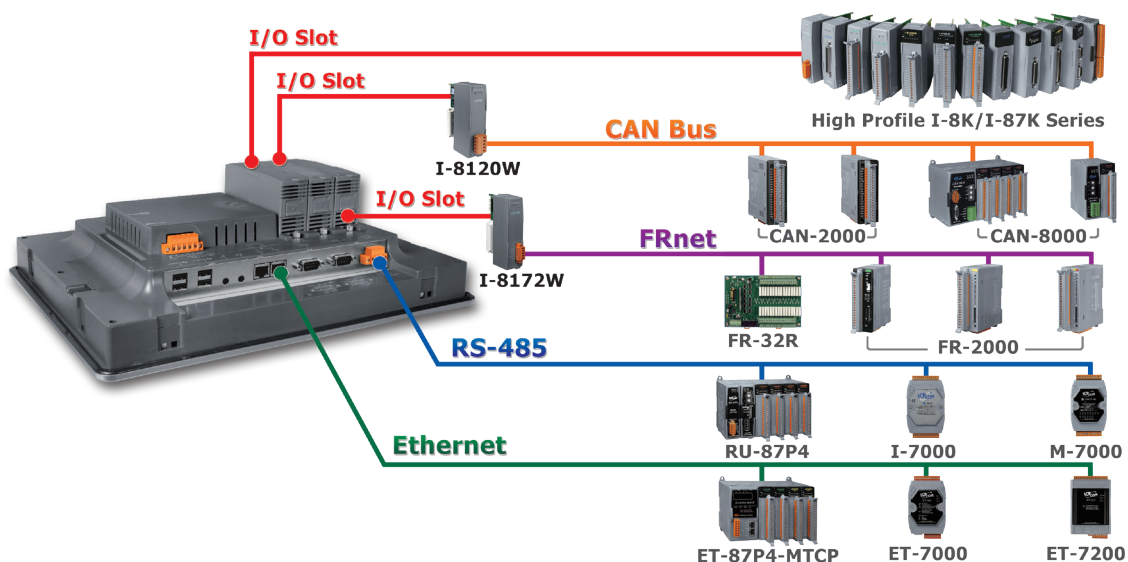 I/O Slot
I/O Slot
High Profile I-8K/I-87K Series
CAN Bus
I-8120W
I/O Slot
CAN-2000
CAN-8000
FRnet
I-8172W
FR-32R
FR-2000
RS-485
RU-87P4
I-7000
M-7000
Ethernet
ET-87P4-MTCP
ET-7000
ET-7200